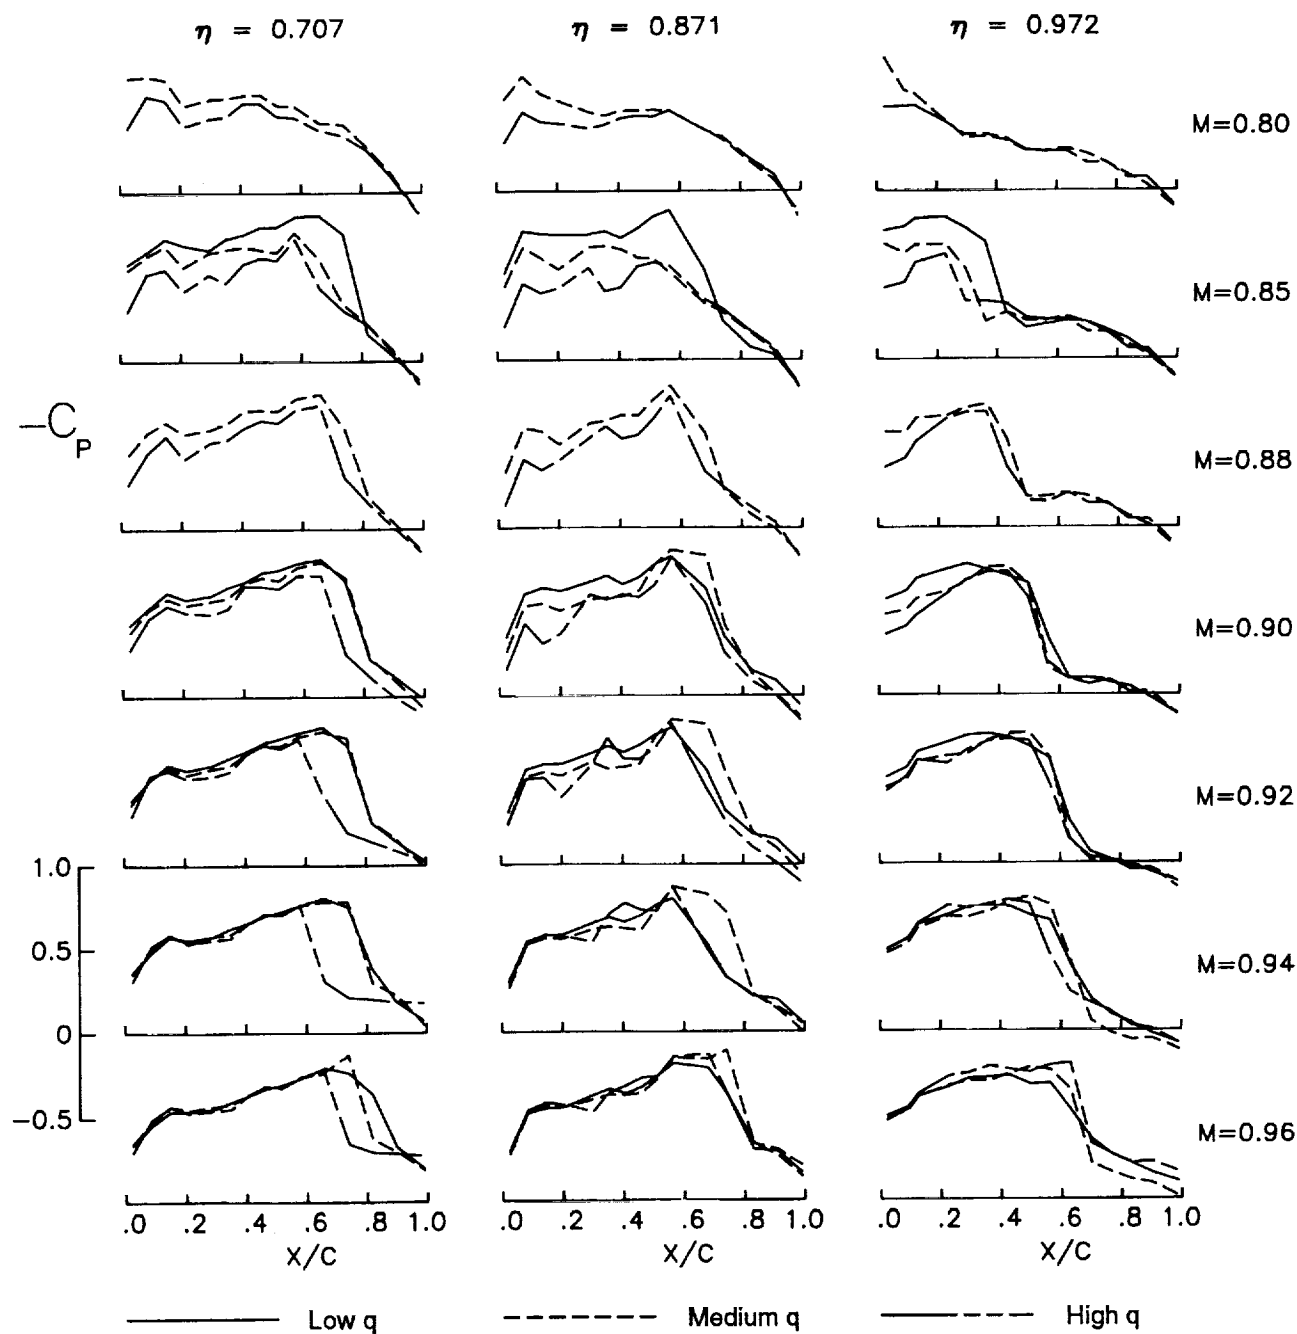 η = 0.707
η = 0.871
η = 0.972
M=0.80
M=0.85
−C_P
M=0.88
M=0.90
M=0.92
1.0
0.5
M=0.94
0
−0.5
M=0.96
.0 .2 .4 .6 .8 1.0
.0 .2 .4 .6 .8 1.0
.0 .2 .4 .6 .8 1.0
X/C
X/C
X/C
Low q
Medium q
High q